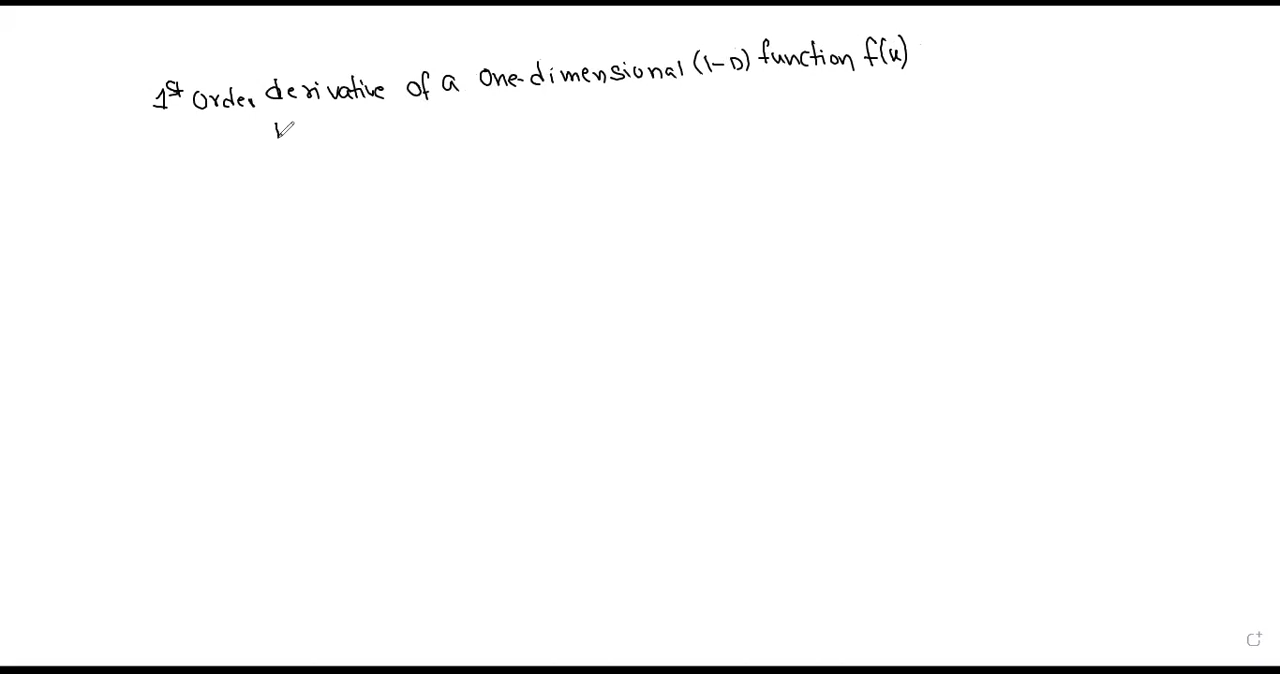 1st Order derivative of a One-dimensional (1-D) function f(x)